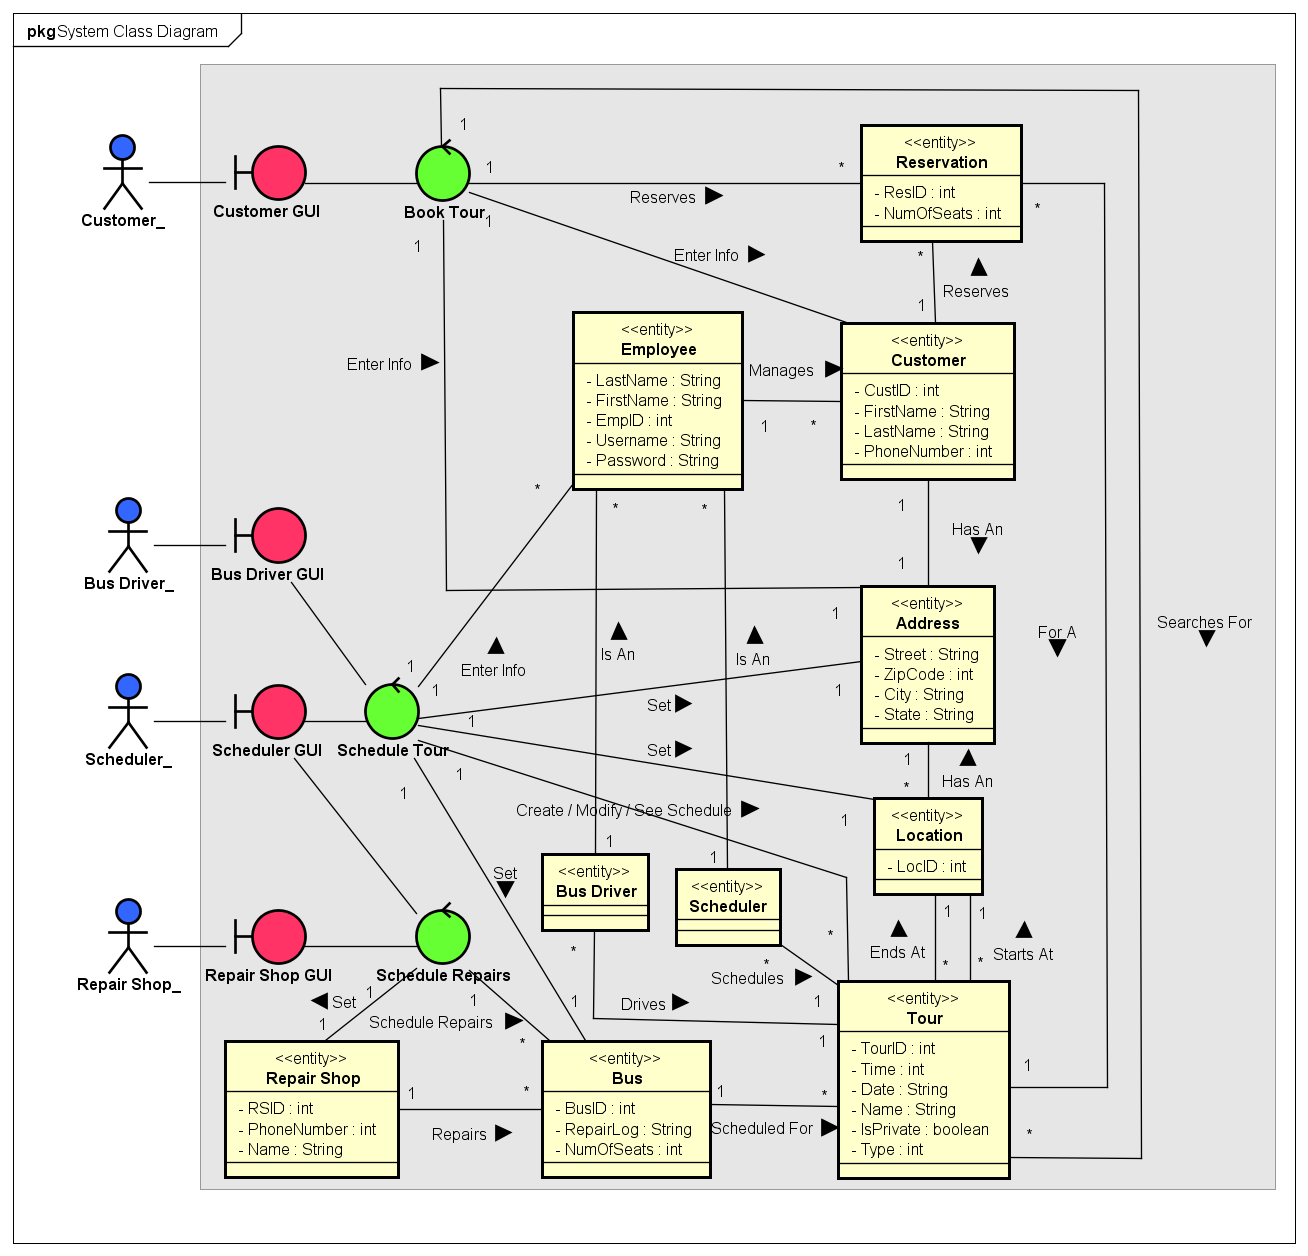 pkg System Class Diagram
1
<<entity>>
Reservation
- ResID : int
- NumOfSeats : int
1
*
Reserves
Customer_
Customer GUI
Book Tour
1
*
1
Enter Info
*
Reserves
1
<<entity>>
Employee
- LastName : String
- FirstName : String
- EmpID : int
- Username : String
- Password : String
<<entity>>
Customer
- CustID : int
- FirstName : String
- LastName : String
- PhoneNumber : int
Enter Info
Manages
1
*
*
*
*
1
Has An
1
Bus Driver_
Bus Driver GUI
<<entity>>
Address
- Street : String
- ZipCode : int
- City : String
- State : String
1
Searches For
For A
Is An
Is An
Enter Info
1
1
1
Set
1
Set
Scheduler_
Scheduler GUI
Schedule Tour
1
1
1
*
Has An
Create / Modify / See Schedule
1
<<entity>>
Location
- LocID : int
1
1
<<entity>>
Bus Driver
<<entity>>
Scheduler
Set
1
1
*
Ends At
Starts At
*
*
*
*
Repair Shop_
Repair Shop GUI
Schedule Repairs
Schedules
1
Set
1
1
1
Drives
1
Schedule Repairs
*
<<entity>>
Tour
- TourID : int
- Time : int
- Date : String
- Name : String
- IsPrivate : boolean
- Type : int
1
*
<<entity>>
Repair Shop
- RSID : int
- PhoneNumber : int
- Name : String
1
*
Repairs
<<entity>>
Bus
- BusID : int
- RepairLog : String
- NumOfSeats : int
1
*
Scheduled For